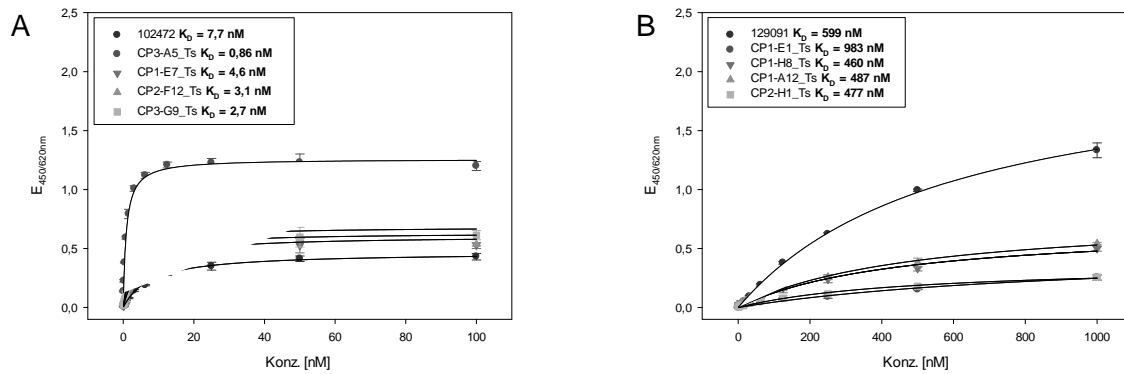 A
2,5
2,0
1,5
1,0
0,5
0,0
E450/620nm
102472 KD = 7,7 nM
CP3-A5_Ts KD = 0,86 nM
CP1-E7_Ts KD = 4,6 nM
CP2-F12_Ts KD = 3,1 nM
CP3-G9_Ts KD = 2,7 nM
0 20 40 60 80 100
Konz. [nM]
B
2,5
2,0
1,5
1,0
0,5
0,0
E450/620nm
129091 KD = 599 nM
CP1-E1_Ts KD = 983 nM
CP1-H8_Ts KD = 460 nM
CP1-A12_Ts KD = 487 nM
CP2-H1_Ts KD = 477 nM
0 200 400 600 800 1000
Konz. [nM]